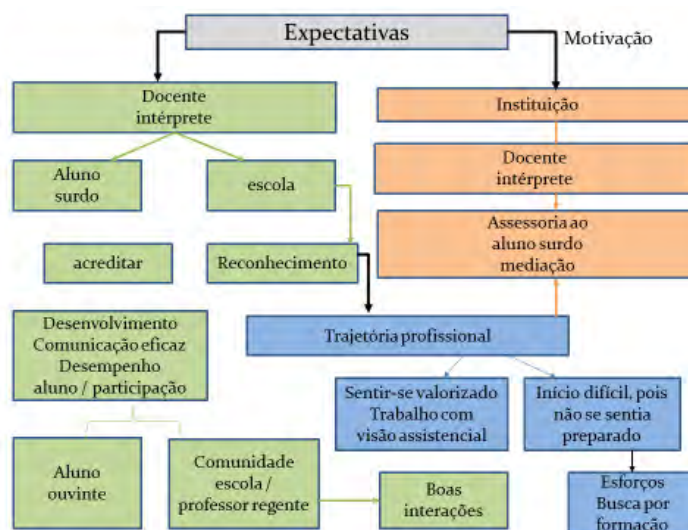 Expectativas
Motivação
Docente
intérprete
Instituição
Aluno
surdo
escola
Docente
intérprete
acreditar
Reconhecimento
Assessoria ao
aluno surdo
mediação
Desenvolvimento
Comunicação eficaz
Desempenho
aluno / participação
Trajetória profissional
Sentir-se valorizado
Trabalho com
visão assistencial
Início difícil, pois
não se sentia
preparado
Aluno
ouvinte
Comunidade
escola /
professor regente
Boas
interações
Esforços
Busca por
formação